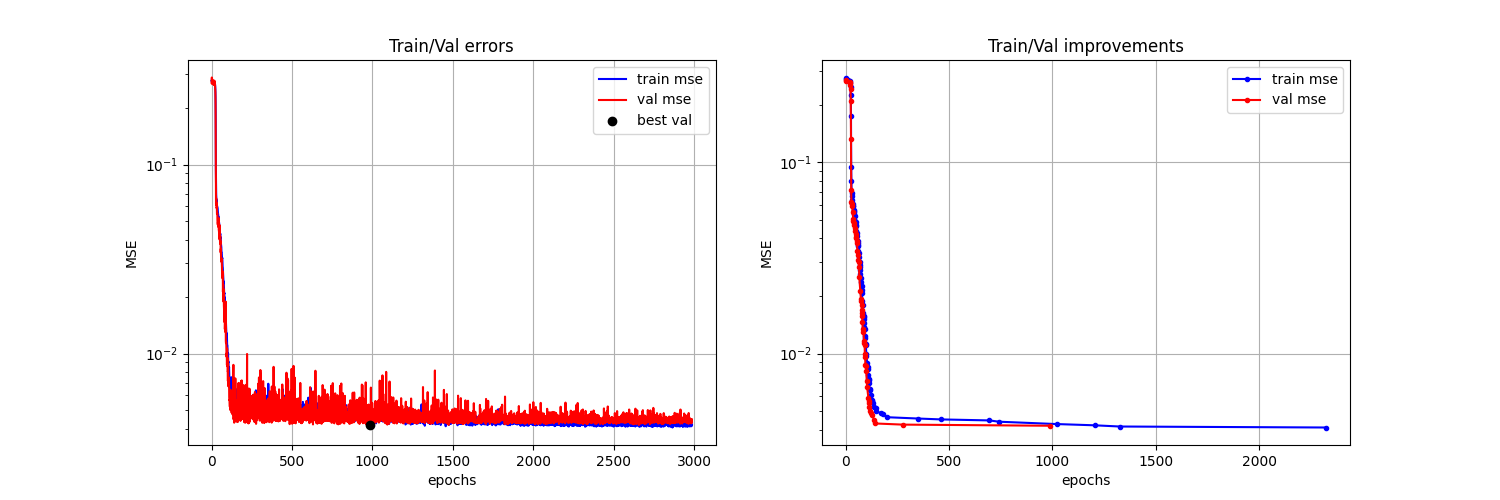 Train/Val errors
train mse
val mse
best val
10⁻¹
10⁻²
MSE
0
500
1000
1500
2000
2500
3000
epochs
Train/Val improvements
train mse
val mse
10⁻¹
10⁻²
MSE
0
500
1000
1500
2000
epochs